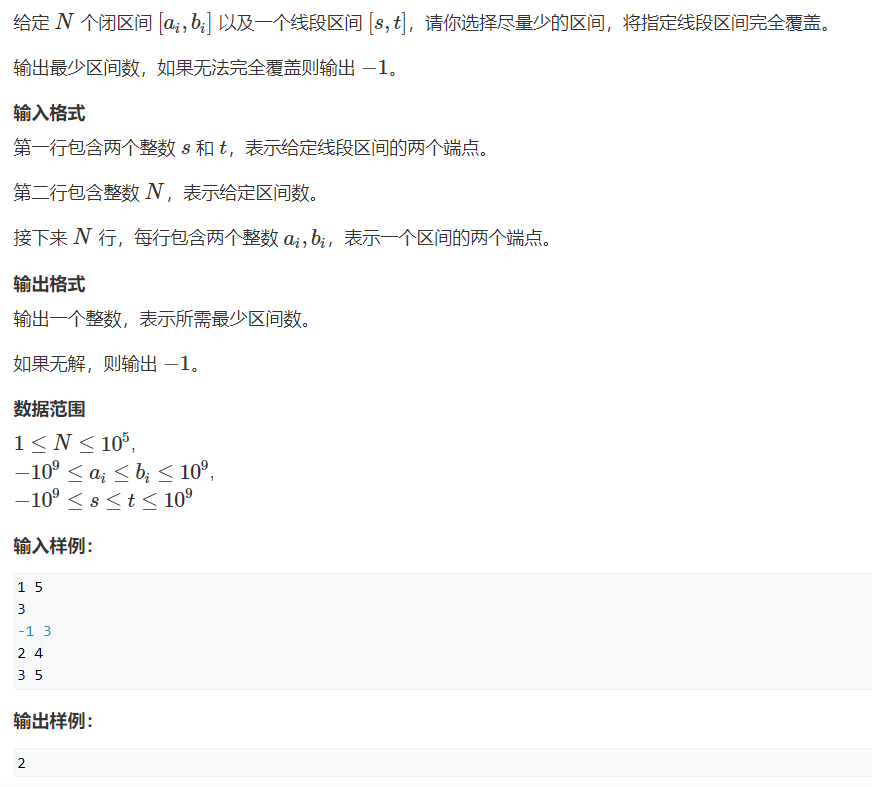 给定 N 个闭区间 [a_i, b_i] 以及一个线段区间 [s, t]，请你选择尽量少的区间，将指定线段区间完全覆盖。
输出最少区间数，如果无法完全覆盖则输出 −1。
输入格式
第一行包含两个整数 s 和 t，表示给定线段区间的两个端点。
第二行包含整数 N，表示给定区间数。
接下来 N 行，每行包含两个整数 a_i, b_i，表示一个区间的两个端点。
输出格式
输出一个整数，表示所需最少区间数。
如果无解，则输出 −1。
数据范围
1 ≤ N ≤ 10^5,
−10^9 ≤ a_i ≤ b_i ≤ 10^9,
−10^9 ≤ s ≤ t ≤ 10^9
输入样例：
1 5
3
-1 3
2 4
3 5
输出样例：
2